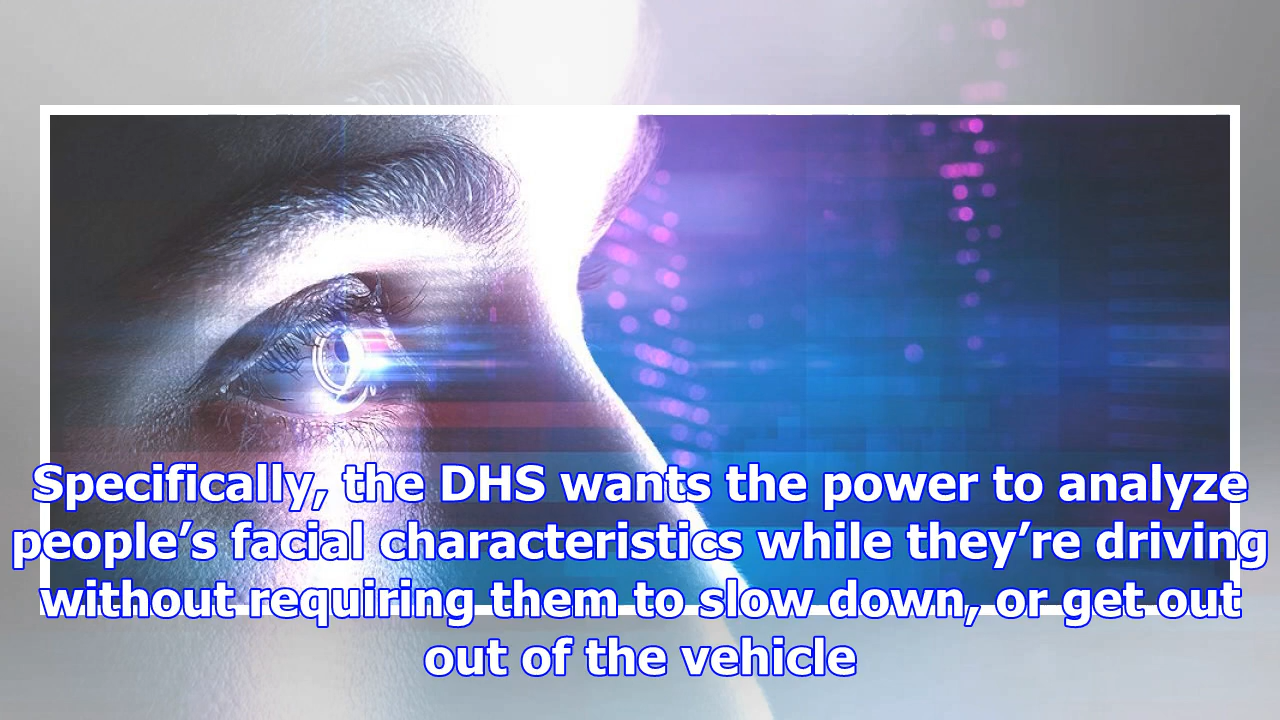 Specifically, the DHS wants the power to analyze
people’s facial characteristics while they’re driving
without requiring them to slow down, or get out
out of the vehicle